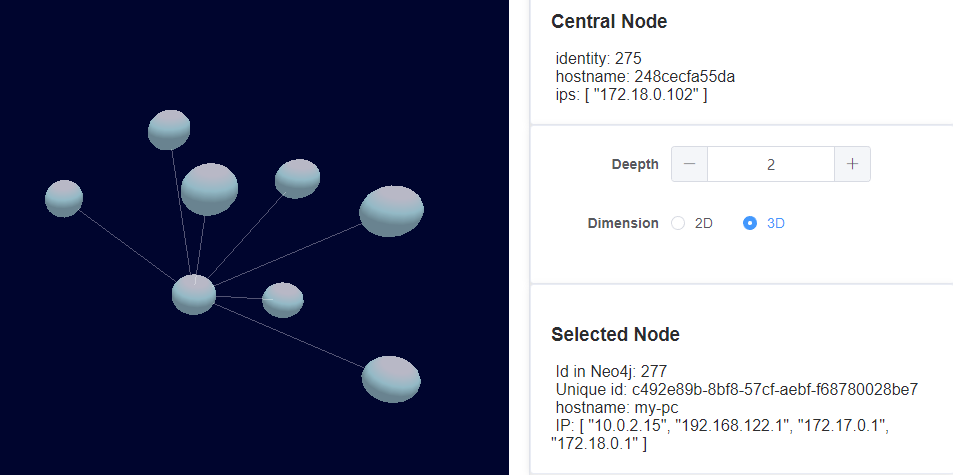 Central Node
identity: 275
hostname: 248cecfa55da
ips: [ "172.18.0.102" ]
Deepth − 2 +
Dimension 2D 3D
Selected Node
Id in Neo4j: 277
Unique id: c492e89b-8bf8-57cf-aebf-f68780028be7
hostname: my-pc
IP: [ "10.0.2.15", "192.168.122.1", "172.17.0.1",
"172.18.0.1" ]